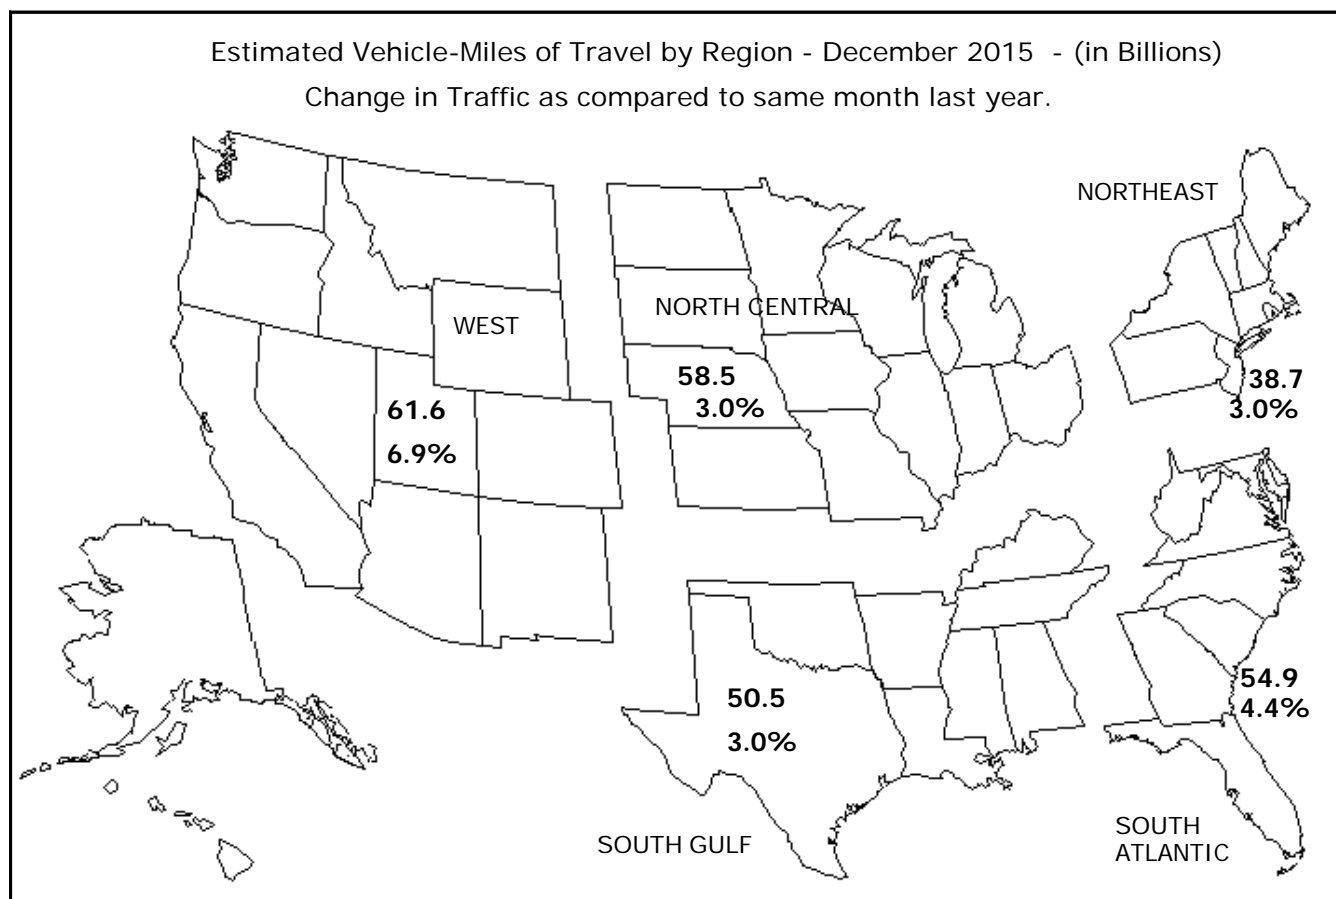 Estimated Vehicle-Miles of Travel by Region - December 2015 - (in Billions)
Change in Traffic as compared to same month last year.
NORTHEAST
38.7
3.0%
NORTH CENTRAL
58.5
3.0%
WEST
61.6
6.9%
50.5
3.0%
SOUTH GULF
54.9
4.4%
SOUTH
ATLANTIC